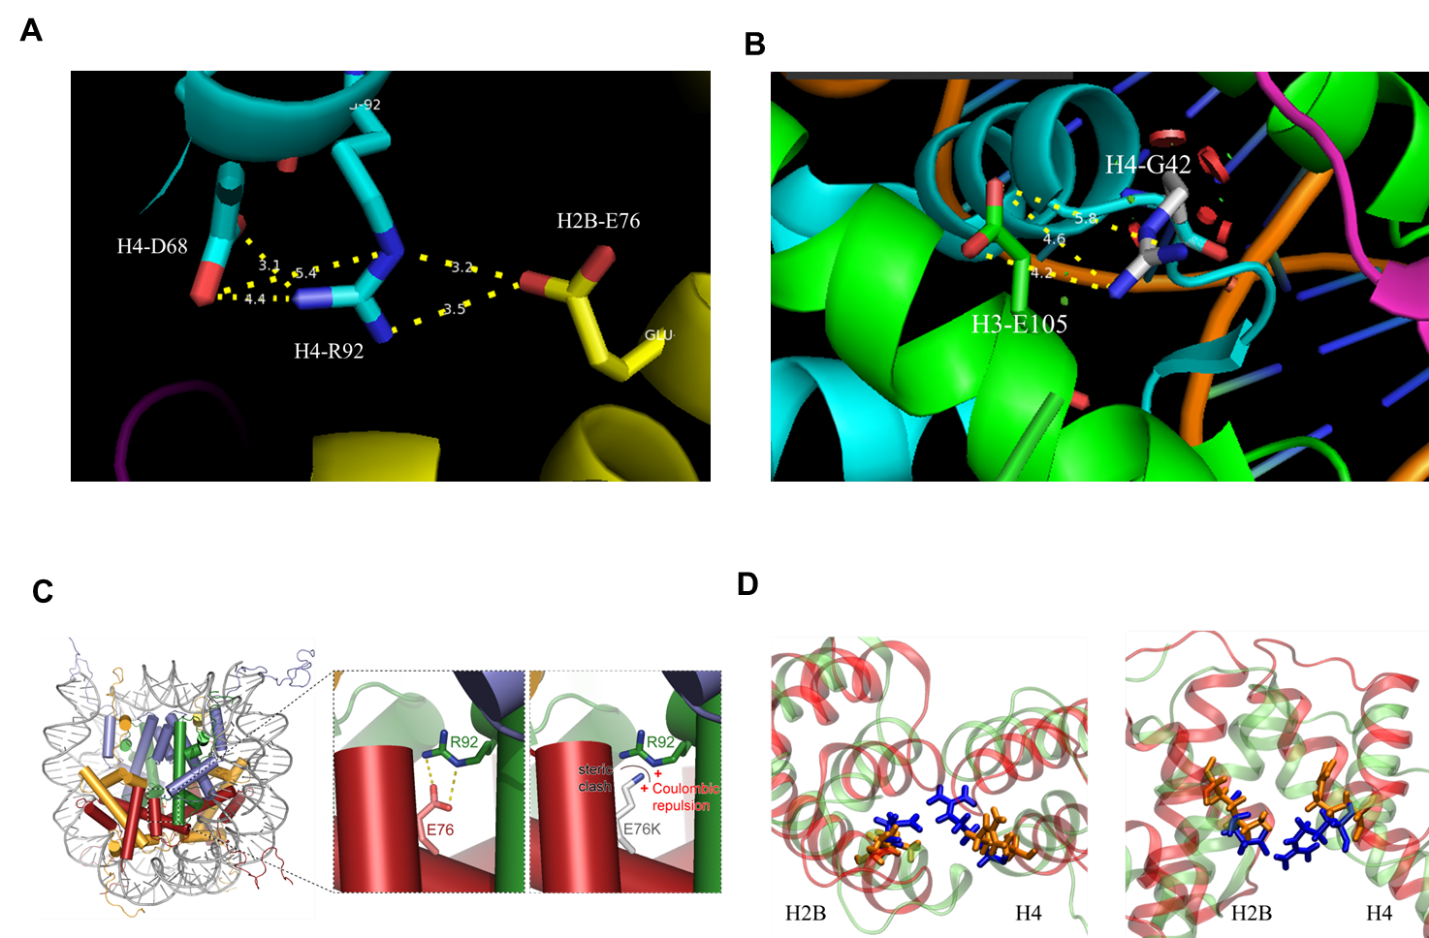 A
B
-92
H4-D68
3.1
5.4
4.4
3.2
3.5
H4-R92
H2B-E76
GLU
H4-G42
5.8
4.6
4.2
H3-E105
C
D
R92
E76
R92
steric
clash
+
+ Coulombic
repulsion
E76K
H2B
H4
H2B
H4